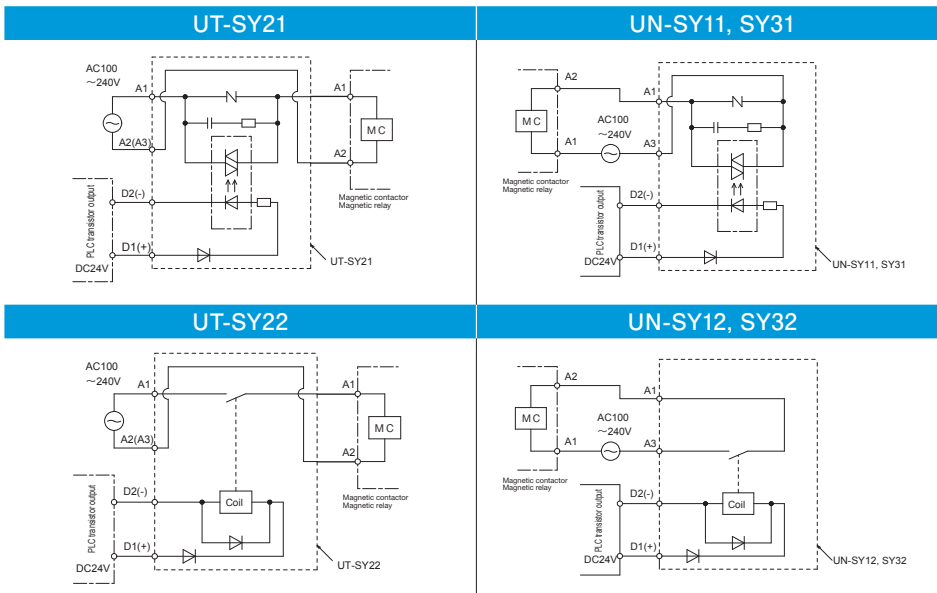 UT-SY21
AC100
～240V
A1
A2(A3)
D2(-)
D1(+)
PLC transistor output
DC24V
A1
MC
A2
Magnetic contactor
Magnetic relay
UT-SY21
UN-SY11, SY31
A2
MC
A1
AC100
～240V
A1
A3
Magnetic contactor
Magnetic relay
D2(-)
D1(+)
PLC transistor output
DC24V
UN-SY11, SY31
UT-SY22
AC100
～240V
A1
A2(A3)
D2(-)
D1(+)
PLC transistor output
DC24V
Coil
A1
MC
A2
Magnetic contactor
Magnetic relay
UT-SY22
UN-SY12, SY32
A2
MC
A1
AC100
～240V
A1
A3
Magnetic contactor
Magnetic relay
D2(-)
D1(+)
PLC transistor output
DC24V
Coil
UN-SY12, SY32